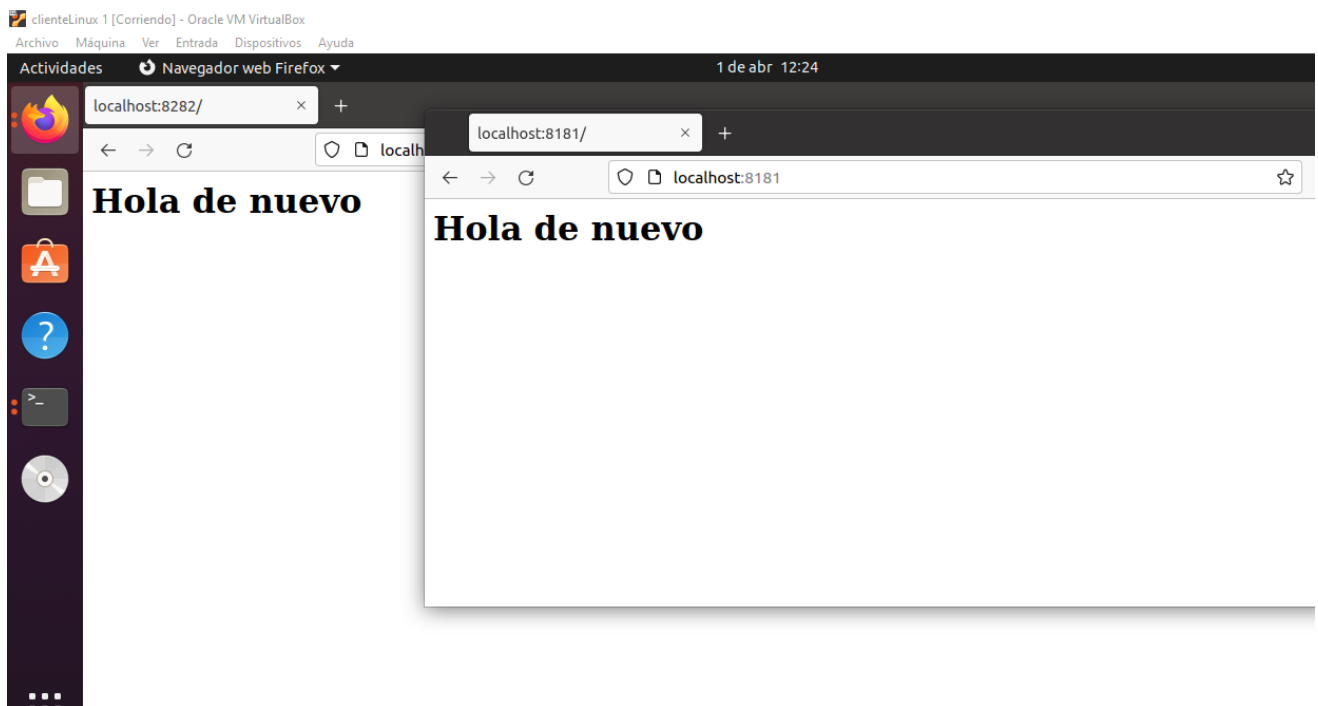 clienteLinux 1 [Corriendo] - Oracle VM VirtualBox
Archivo Máquina Ver Entrada Dispositivos Ayuda
Actividades Navegador web Firefox 1 de abr 12:24
localhost:8282/
localh
Hola de nuevo
localhost:8181/
localhost:8181
Hola de nuevo